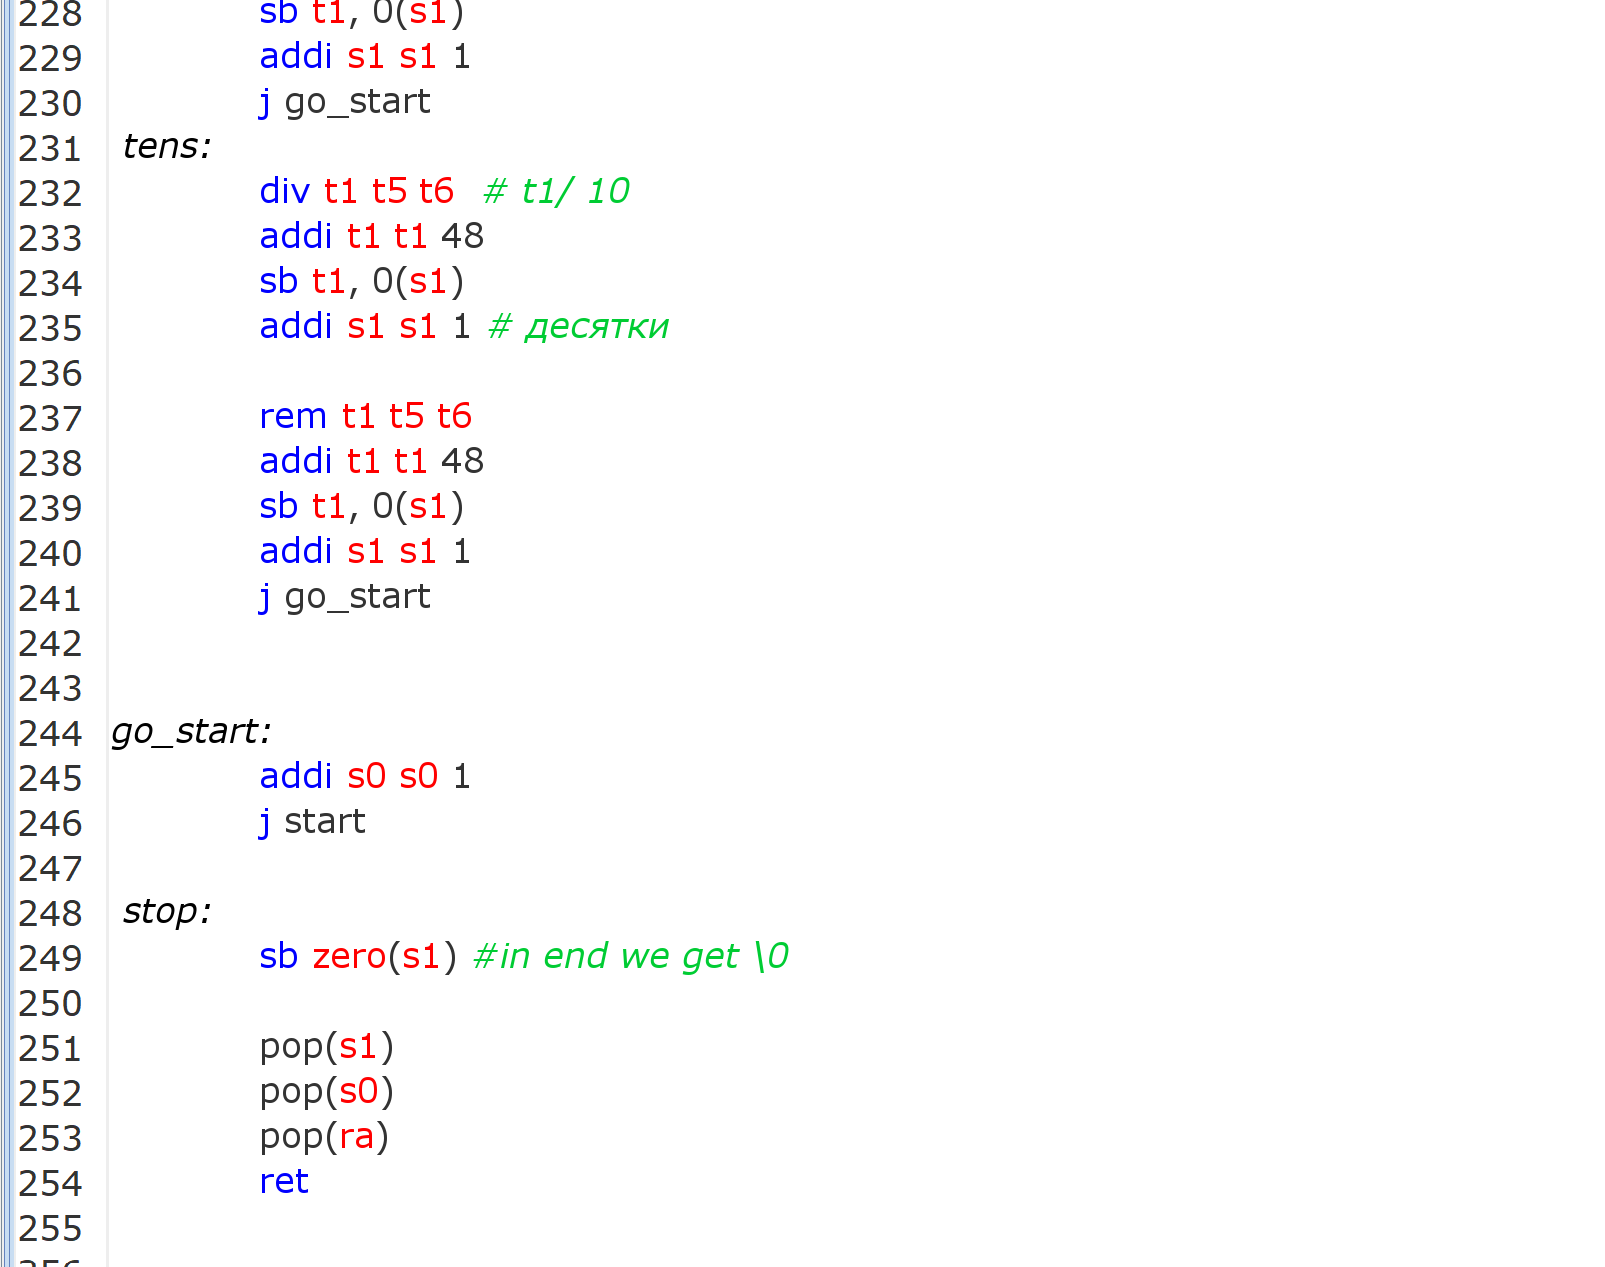 228 sb t1, 0(s1)
229 addi s1 s1 1
230 j go_start
231 tens:
232 div t1 t5 t6 # t1/ 10
233 addi t1 t1 48
234 sb t1, 0(s1)
235 addi s1 s1 1 # десятки
236
237 rem t1 t5 t6
238 addi t1 t1 48
239 sb t1, 0(s1)
240 addi s1 s1 1
241 j go_start
242
243
244 go_start:
245 addi s0 s0 1
246 j start
247
248 stop:
249 sb zero(s1) #in end we get \0
250
251 pop(s1)
252 pop(s0)
253 pop(ra)
254 ret
255